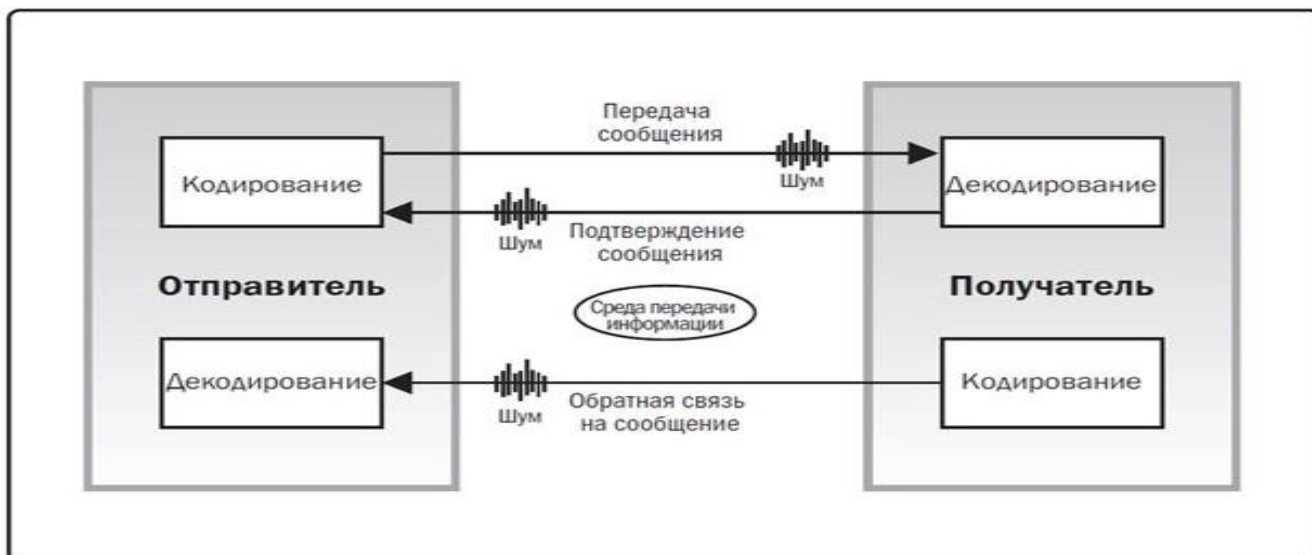 Передача
сообщения
Шум
Кодирование
Декодирование
Шум
Подтверждение
сообщения
Отправитель
Получатель
Среда передачи
информации
Декодирование
Кодирование
Шум
Обратная связь
на сообщение